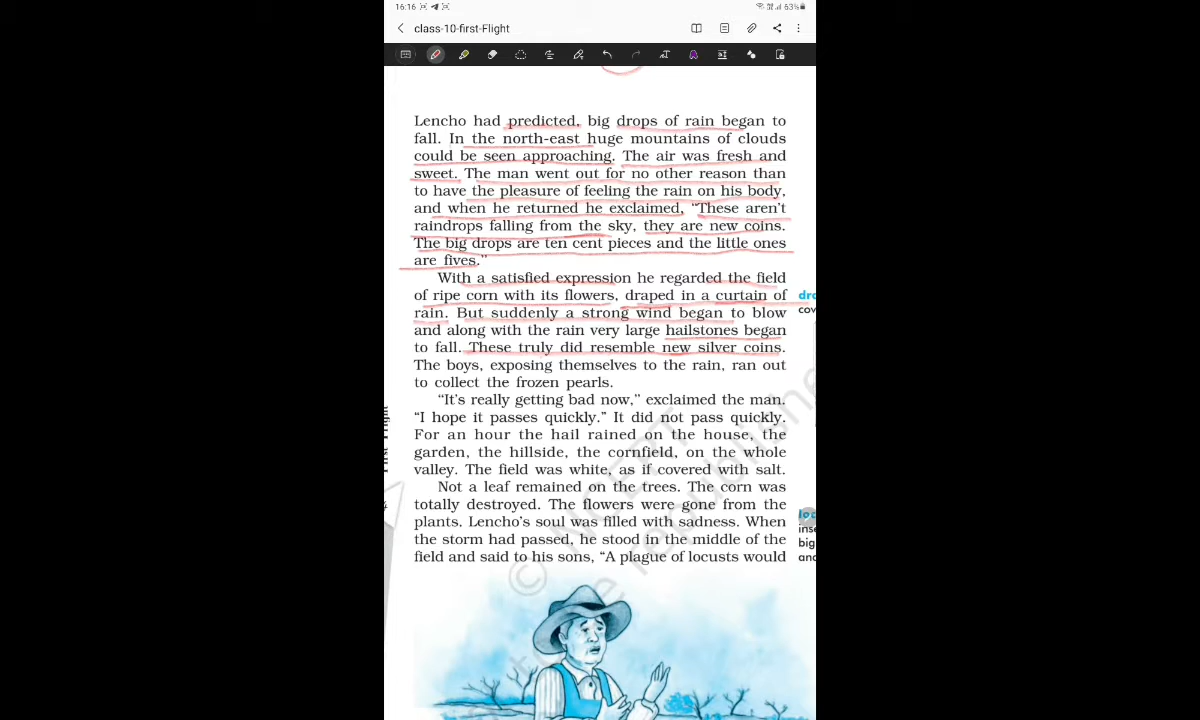 16:16
63%
class-10-first-Flight
Lencho had predicted, big drops of rain began to
fall. In the north-east huge mountains of clouds
could be seen approaching. The air was fresh and
sweet. The man went out for no other reason than
to have the pleasure of feeling the rain on his body,
and when he returned he exclaimed, “These aren’t
raindrops falling from the sky, they are new coins.
The big drops are ten cent pieces and the little ones
are fives.”
With a satisfied expression he regarded the field
of ripe corn with its flowers, draped in a curtain of
dra
rain. But suddenly a strong wind began to blow
cov
and along with the rain very large hailstones began
to fall. These truly did resemble new silver coins.
The boys, exposing themselves to the rain, ran out
to collect the frozen pearls.
“It’s really getting bad now,” exclaimed the man.
“I hope it passes quickly.” It did not pass quickly.
For an hour the hail rained on the house, the
garden, the hillside, the cornfield, on the whole
valley. The field was white, as if covered with salt.
Not a leaf remained on the trees. The corn was
totally destroyed. The flowers were gone from the
plants. Lencho’s soul was filled with sadness. When
the storm had passed, he stood in the middle of the
field and said to his sons, “A plague of locusts would
loc
inse
big
and
First Flight
© NCERT
republishe